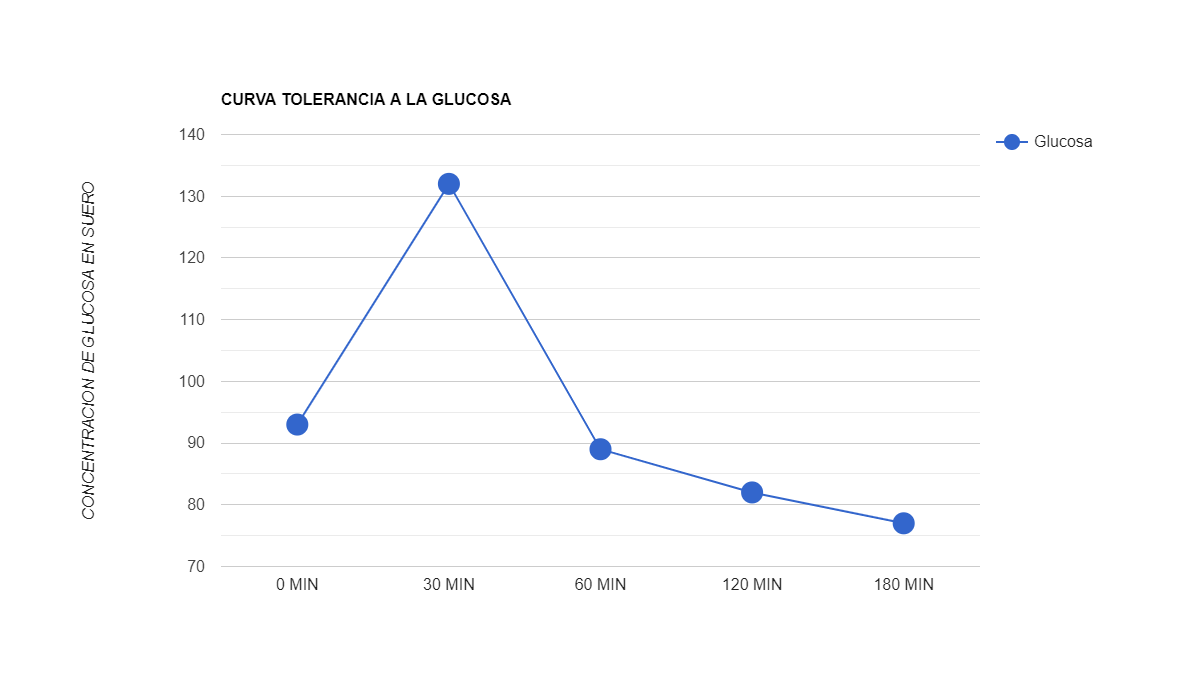 CURVA TOLERANCIA A LA GLUCOSA
140
130
120
110
100
90
80
70
CONCENTRACION DE GLUCOSA EN SUERO
0 MIN
30 MIN
60 MIN
120 MIN
180 MIN
Glucosa